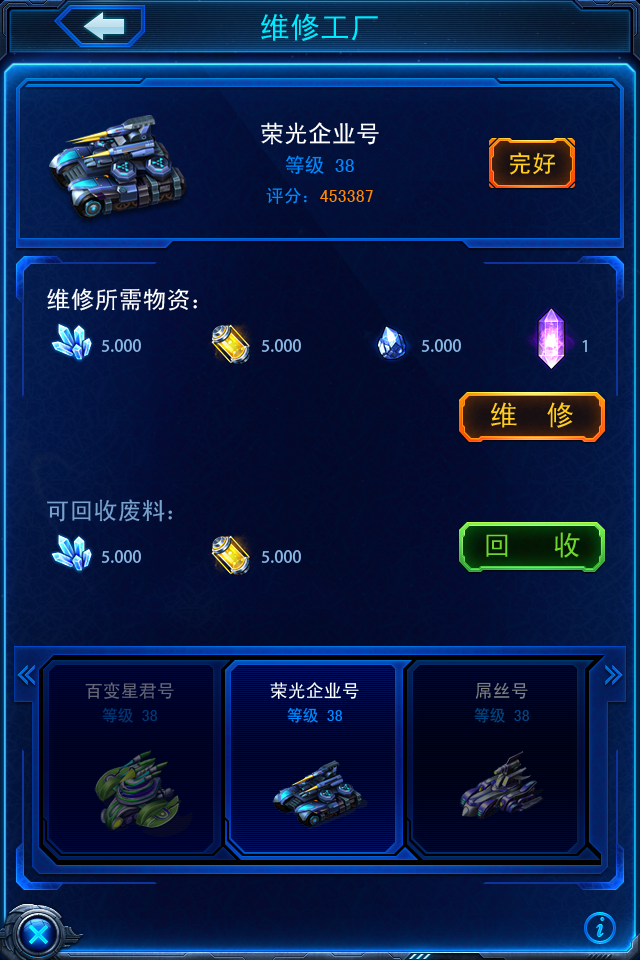 维修工厂
荣光企业号
等级 38
评分：453387
完好
维修所需物资：
5.000 5.000 5.000 1
维 修
可回收废料：
5.000 5.000
回 收
百变星君号 荣光企业号 屌丝号
等级 38 等级 38 等级 38